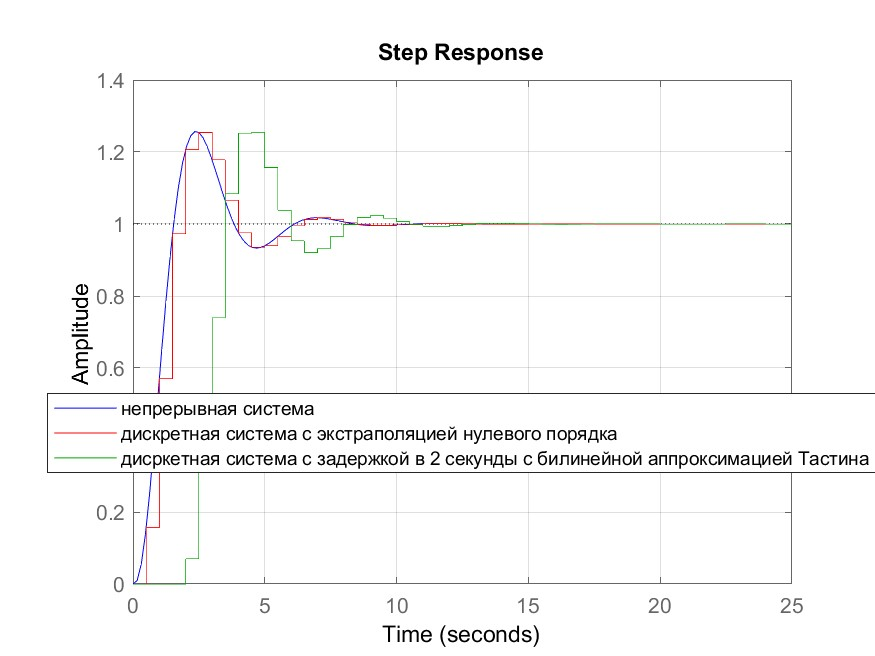 Step Response
1.4
1.2
1
0.8
0.6
0.2
0
Amplitude
непрерывная система
дискретная система с экстраполяцией нулевого порядка
дисркетная система с задержкой в 2 секунды с билинейной аппроксимацией Тастина
0 5 10 15 20 25
Time (seconds)